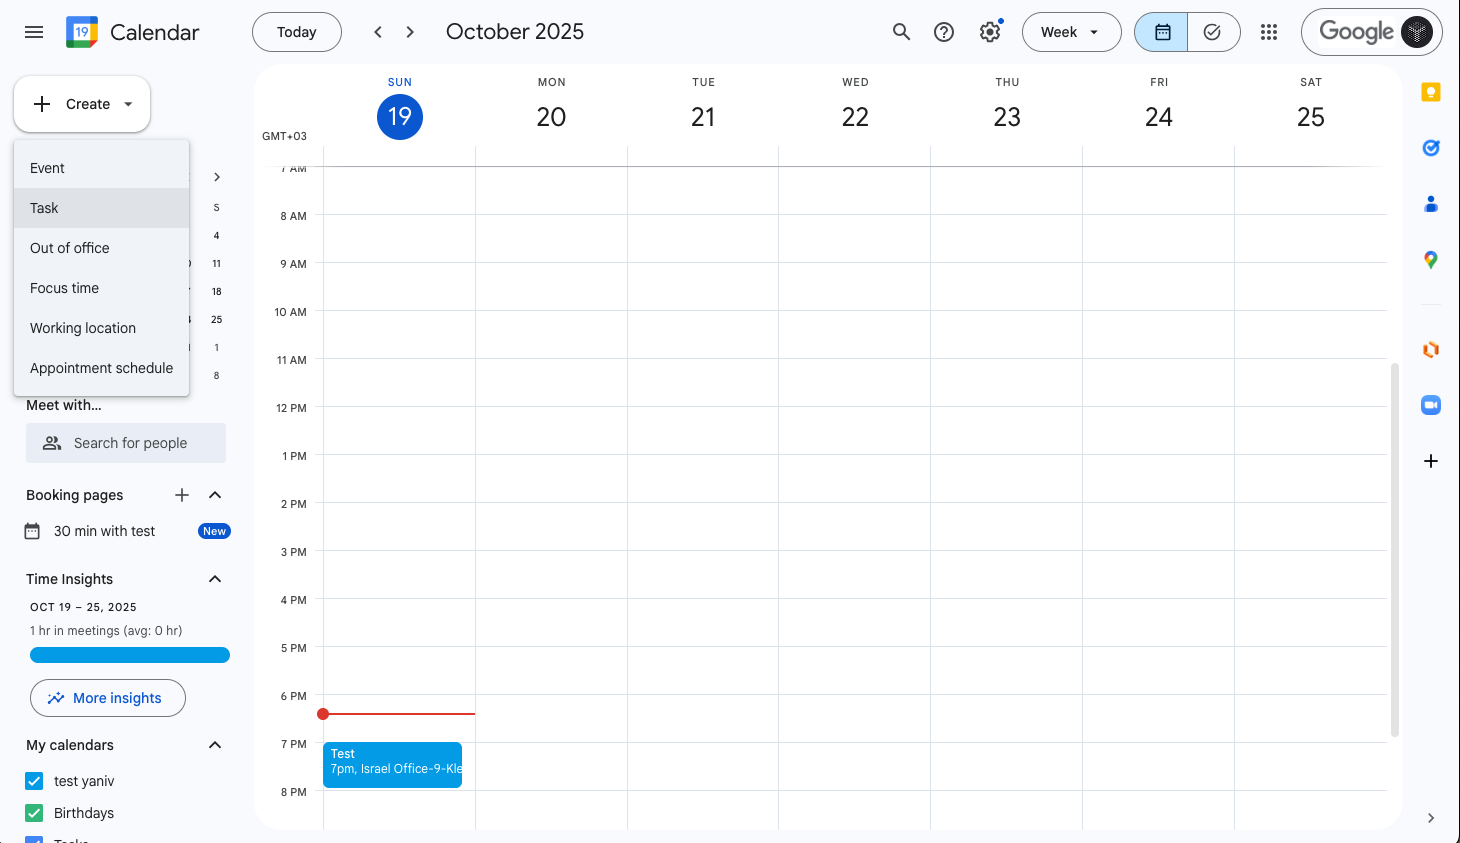 19
Calendar
Today
October 2025
Week
Google
Create
Event
Task
Out of office
Focus time
Working location
Appointment schedule
S
4
11
18
25
1
8
Meet with...
Search for people
Booking pages
30 min with test
New
Time Insights
OCT 19 – 25, 2025
1 hr in meetings (avg: 0 hr)
More insights
My calendars
test yaniv
Birthdays
Tasks
GMT+03
SUN
19
MON
20
TUE
21
WED
22
THU
23
FRI
24
SAT
25
7 AM
8 AM
9 AM
10 AM
11 AM
12 PM
1 PM
2 PM
3 PM
4 PM
5 PM
6 PM
7 PM
8 PM
Test
7pm, Israel Office-9-Kle